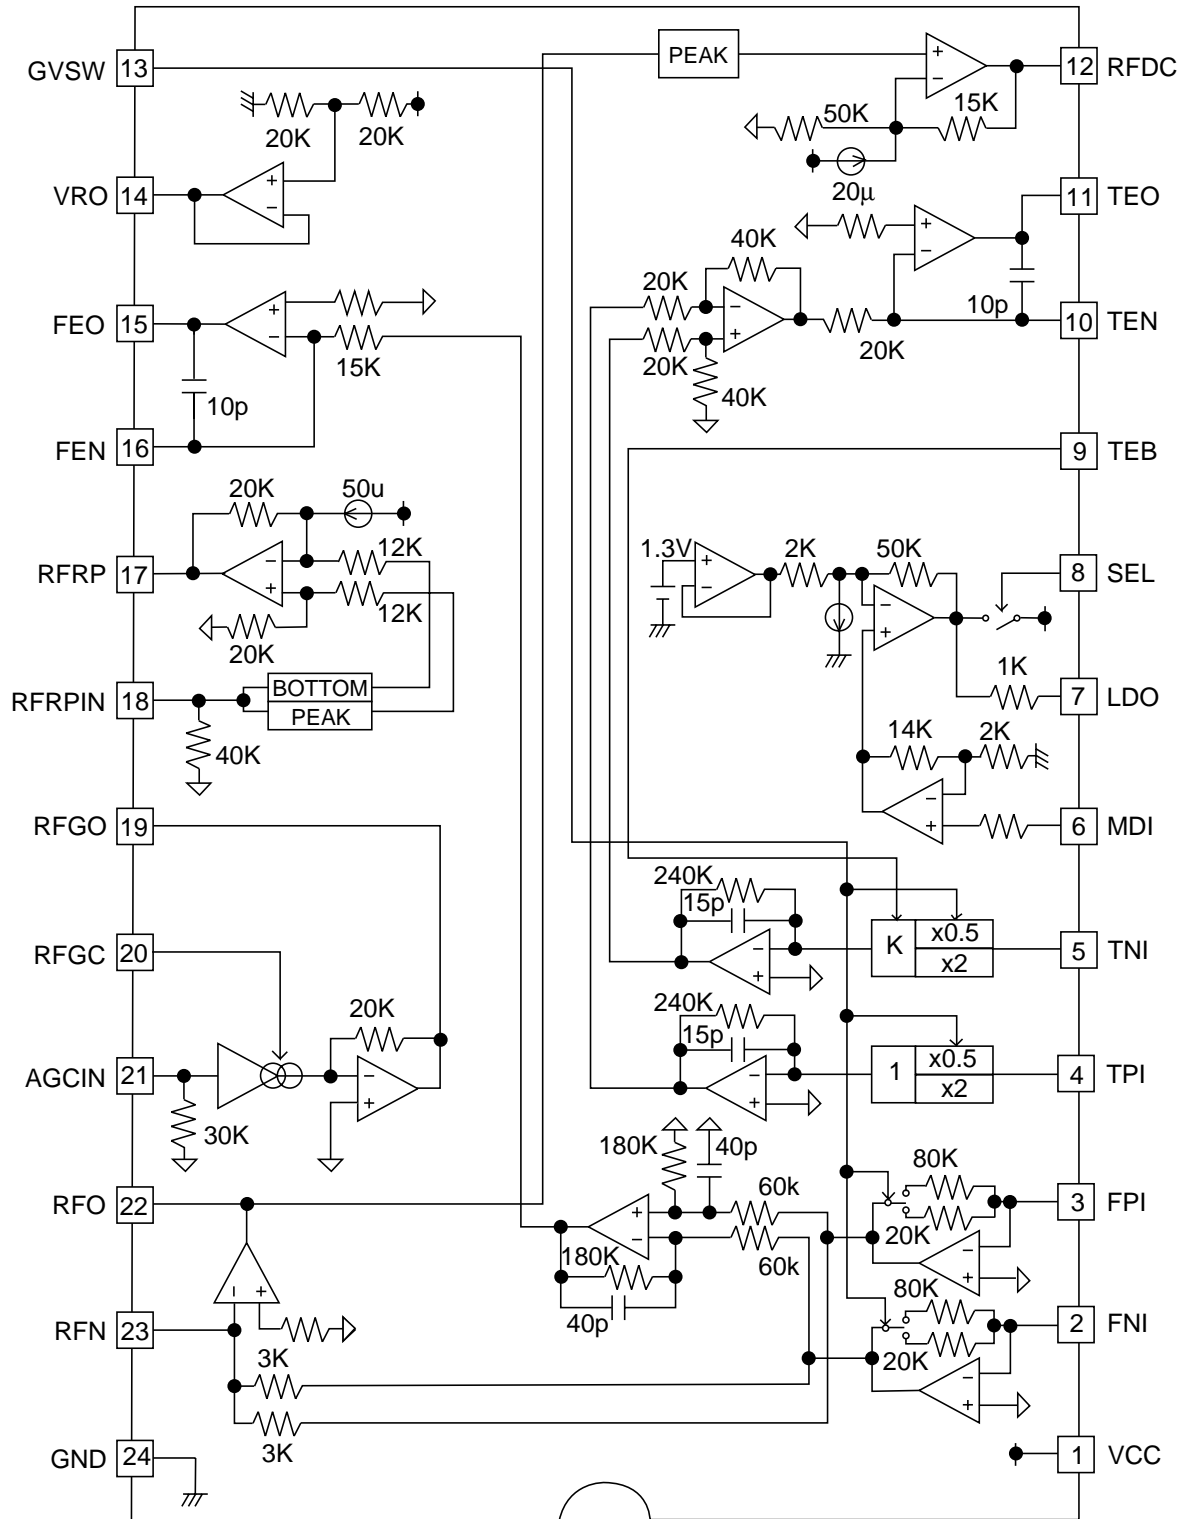 GVSW 13
PEAK
12 RFDC
20K 20K
50K 15K
20μ
VRO 14
11 TEO
40K
20K
FEO 15
15K
10p
10 TEN
20K
20K
40K
10p
FEN 16
9 TEB
20K 50u
12K
RFRP 17
12K
20K
1.3V 2K 50K
8 SEL
RFRPIN 18
BOTTOM
PEAK
40K
1K
7 LDO
14K 2K
RFGO 19
6 MDI
240K
15p
K x0.5
x2
5 TNI
RFGC 20
20K
240K
15p
AGCIN 21
1 x0.5
x2
4 TPI
30K
180K 40p
80K
RFO 22
60k
3 FPI
20K
180K
60k
40p
80K
RFN 23
2 FNI
20K
3K
3K
GND 24
1 VCC